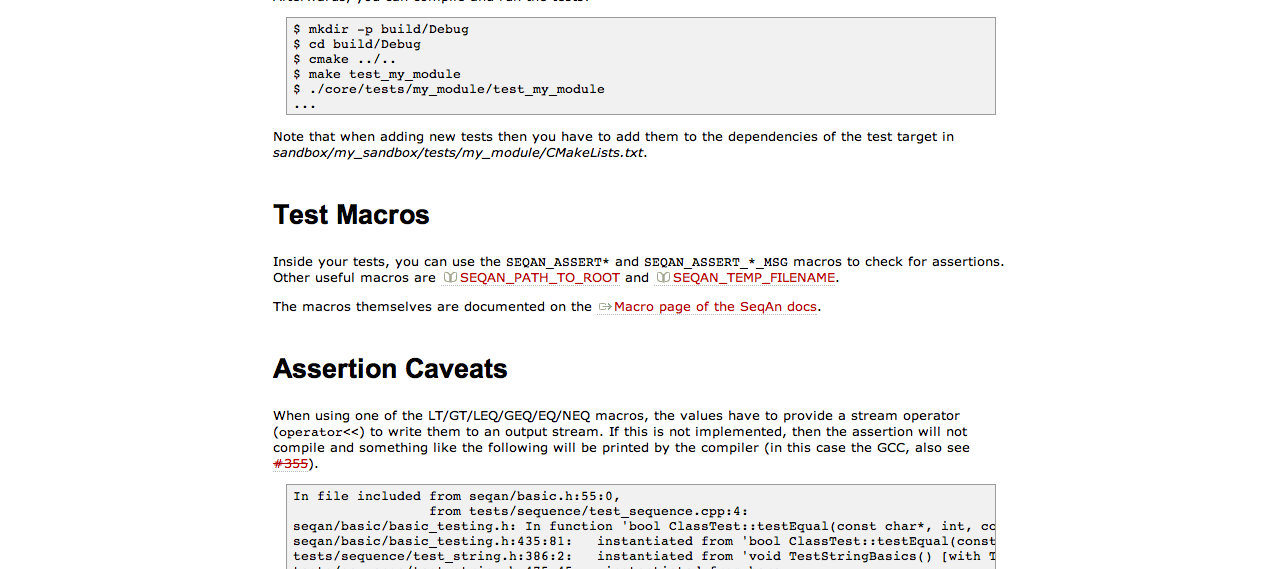 $ mkdir -p build/Debug
$ cd build/Debug
$ cmake ../..
$ make test_my_module
$ ./core/tests/my_module/test_my_module
...
Note that when adding new tests then you have to add them to the dependencies of the test target in
sandbox/my_sandbox/tests/my_module/CMakeLists.txt.
Test Macros
Inside your tests, you can use the SEQAN_ASSERT* and SEQAN_ASSERT_*_MSG macros to check for assertions.
Other useful macros are SEQAN_PATH_TO_ROOT and SEQAN_TEMP_FILENAME.
The macros themselves are documented on the Macro page of the SeqAn docs.
Assertion Caveats
When using one of the LT/GT/LEQ/GEQ/EQ/NEQ macros, the values have to provide a stream operator
(operator<<) to write them to an output stream. If this is not implemented, then the assertion will not
compile and something like the following will be printed by the compiler (in this case the GCC, also see
#355).
In file included from seqan/basic.h:55:0,
from tests/sequence/test_sequence.cpp:4:
seqan/basic/basic_testing.h: In function 'bool ClassTest::testEqual(const char*, int, co
seqan/basic/basic_testing.h:435:81: instantiated from 'bool ClassTest::testEqual(const
tests/sequence/test_string.h:386:2: instantiated from 'void TestStringBasics() [with T